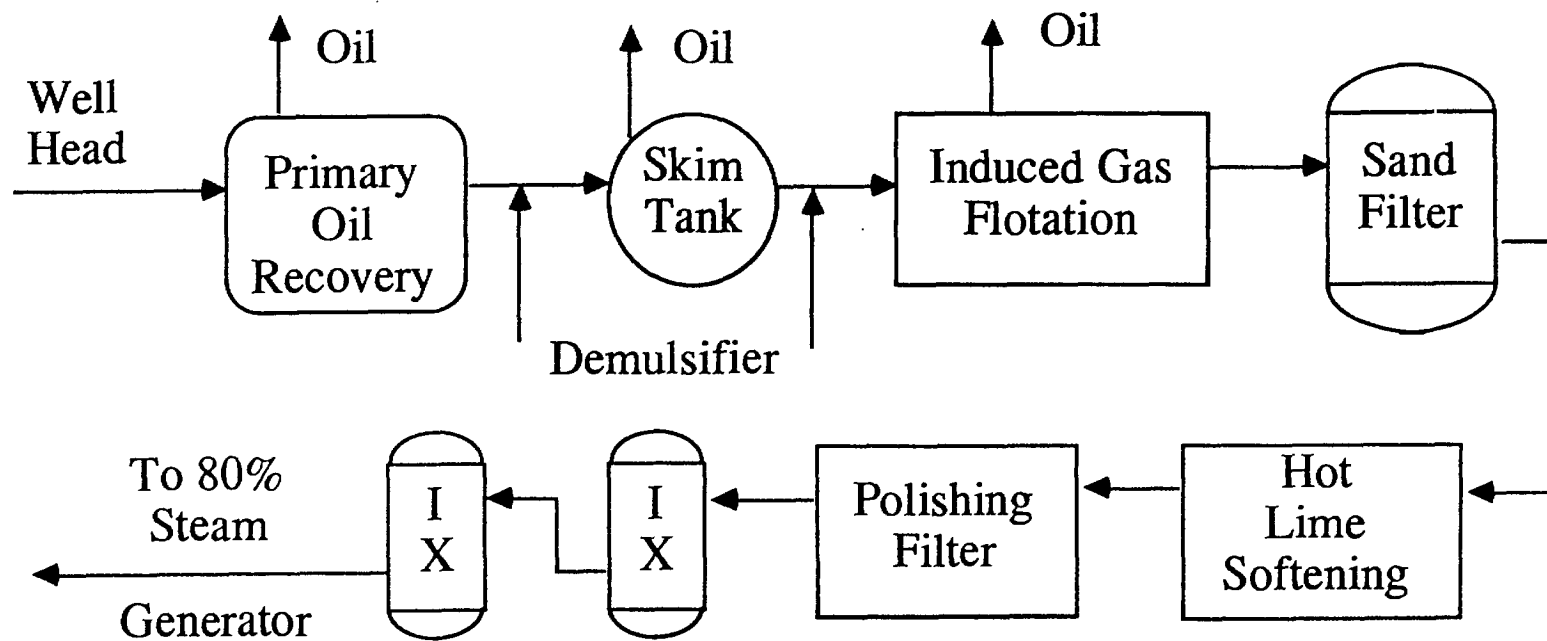 Oil
Oil
Oil
Well
Head
Primary
Oil
Recovery
Skim
Tank
Induced Gas
Flotation
Sand
Filter
Demulsifier
To 80%
Steam
Generator
I
X
I
X
Polishing
Filter
Hot
Lime
Softening